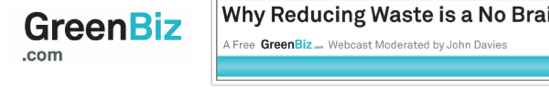 GreenBiz
.com
Why Reducing Waste is a No Brai
A Free GreenBiz.com Webcast Moderated by John Davies